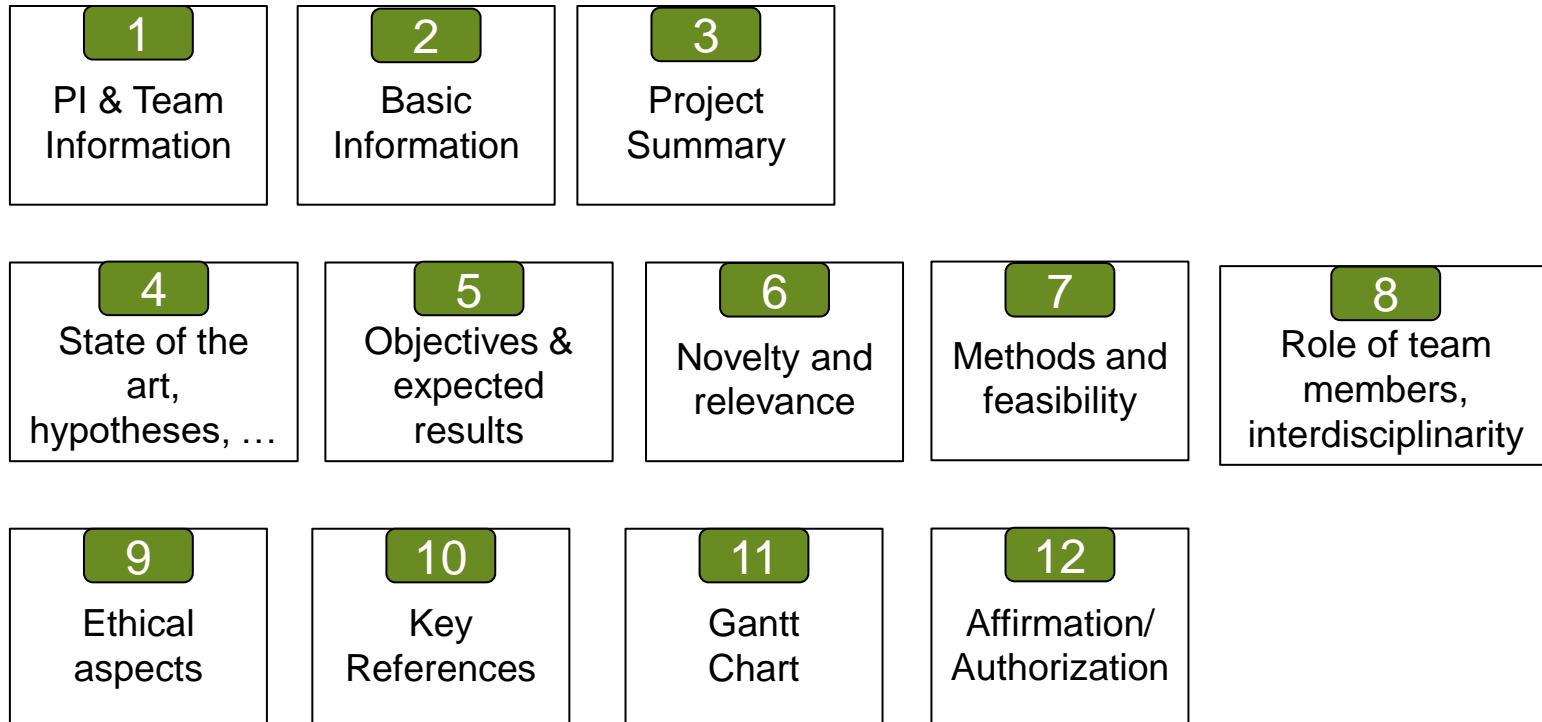 1
PI & Team
Information
2
Basic
Information
3
Project
Summary
4
State of the
art,
hypotheses, …
5
Objectives &
expected
results
6
Novelty and
relevance
7
Methods and
feasibility
8
Role of team
members,
interdisciplinarity
9
Ethical
aspects
10
Key
References
11
Gantt
Chart
12
Affirmation/
Authorization